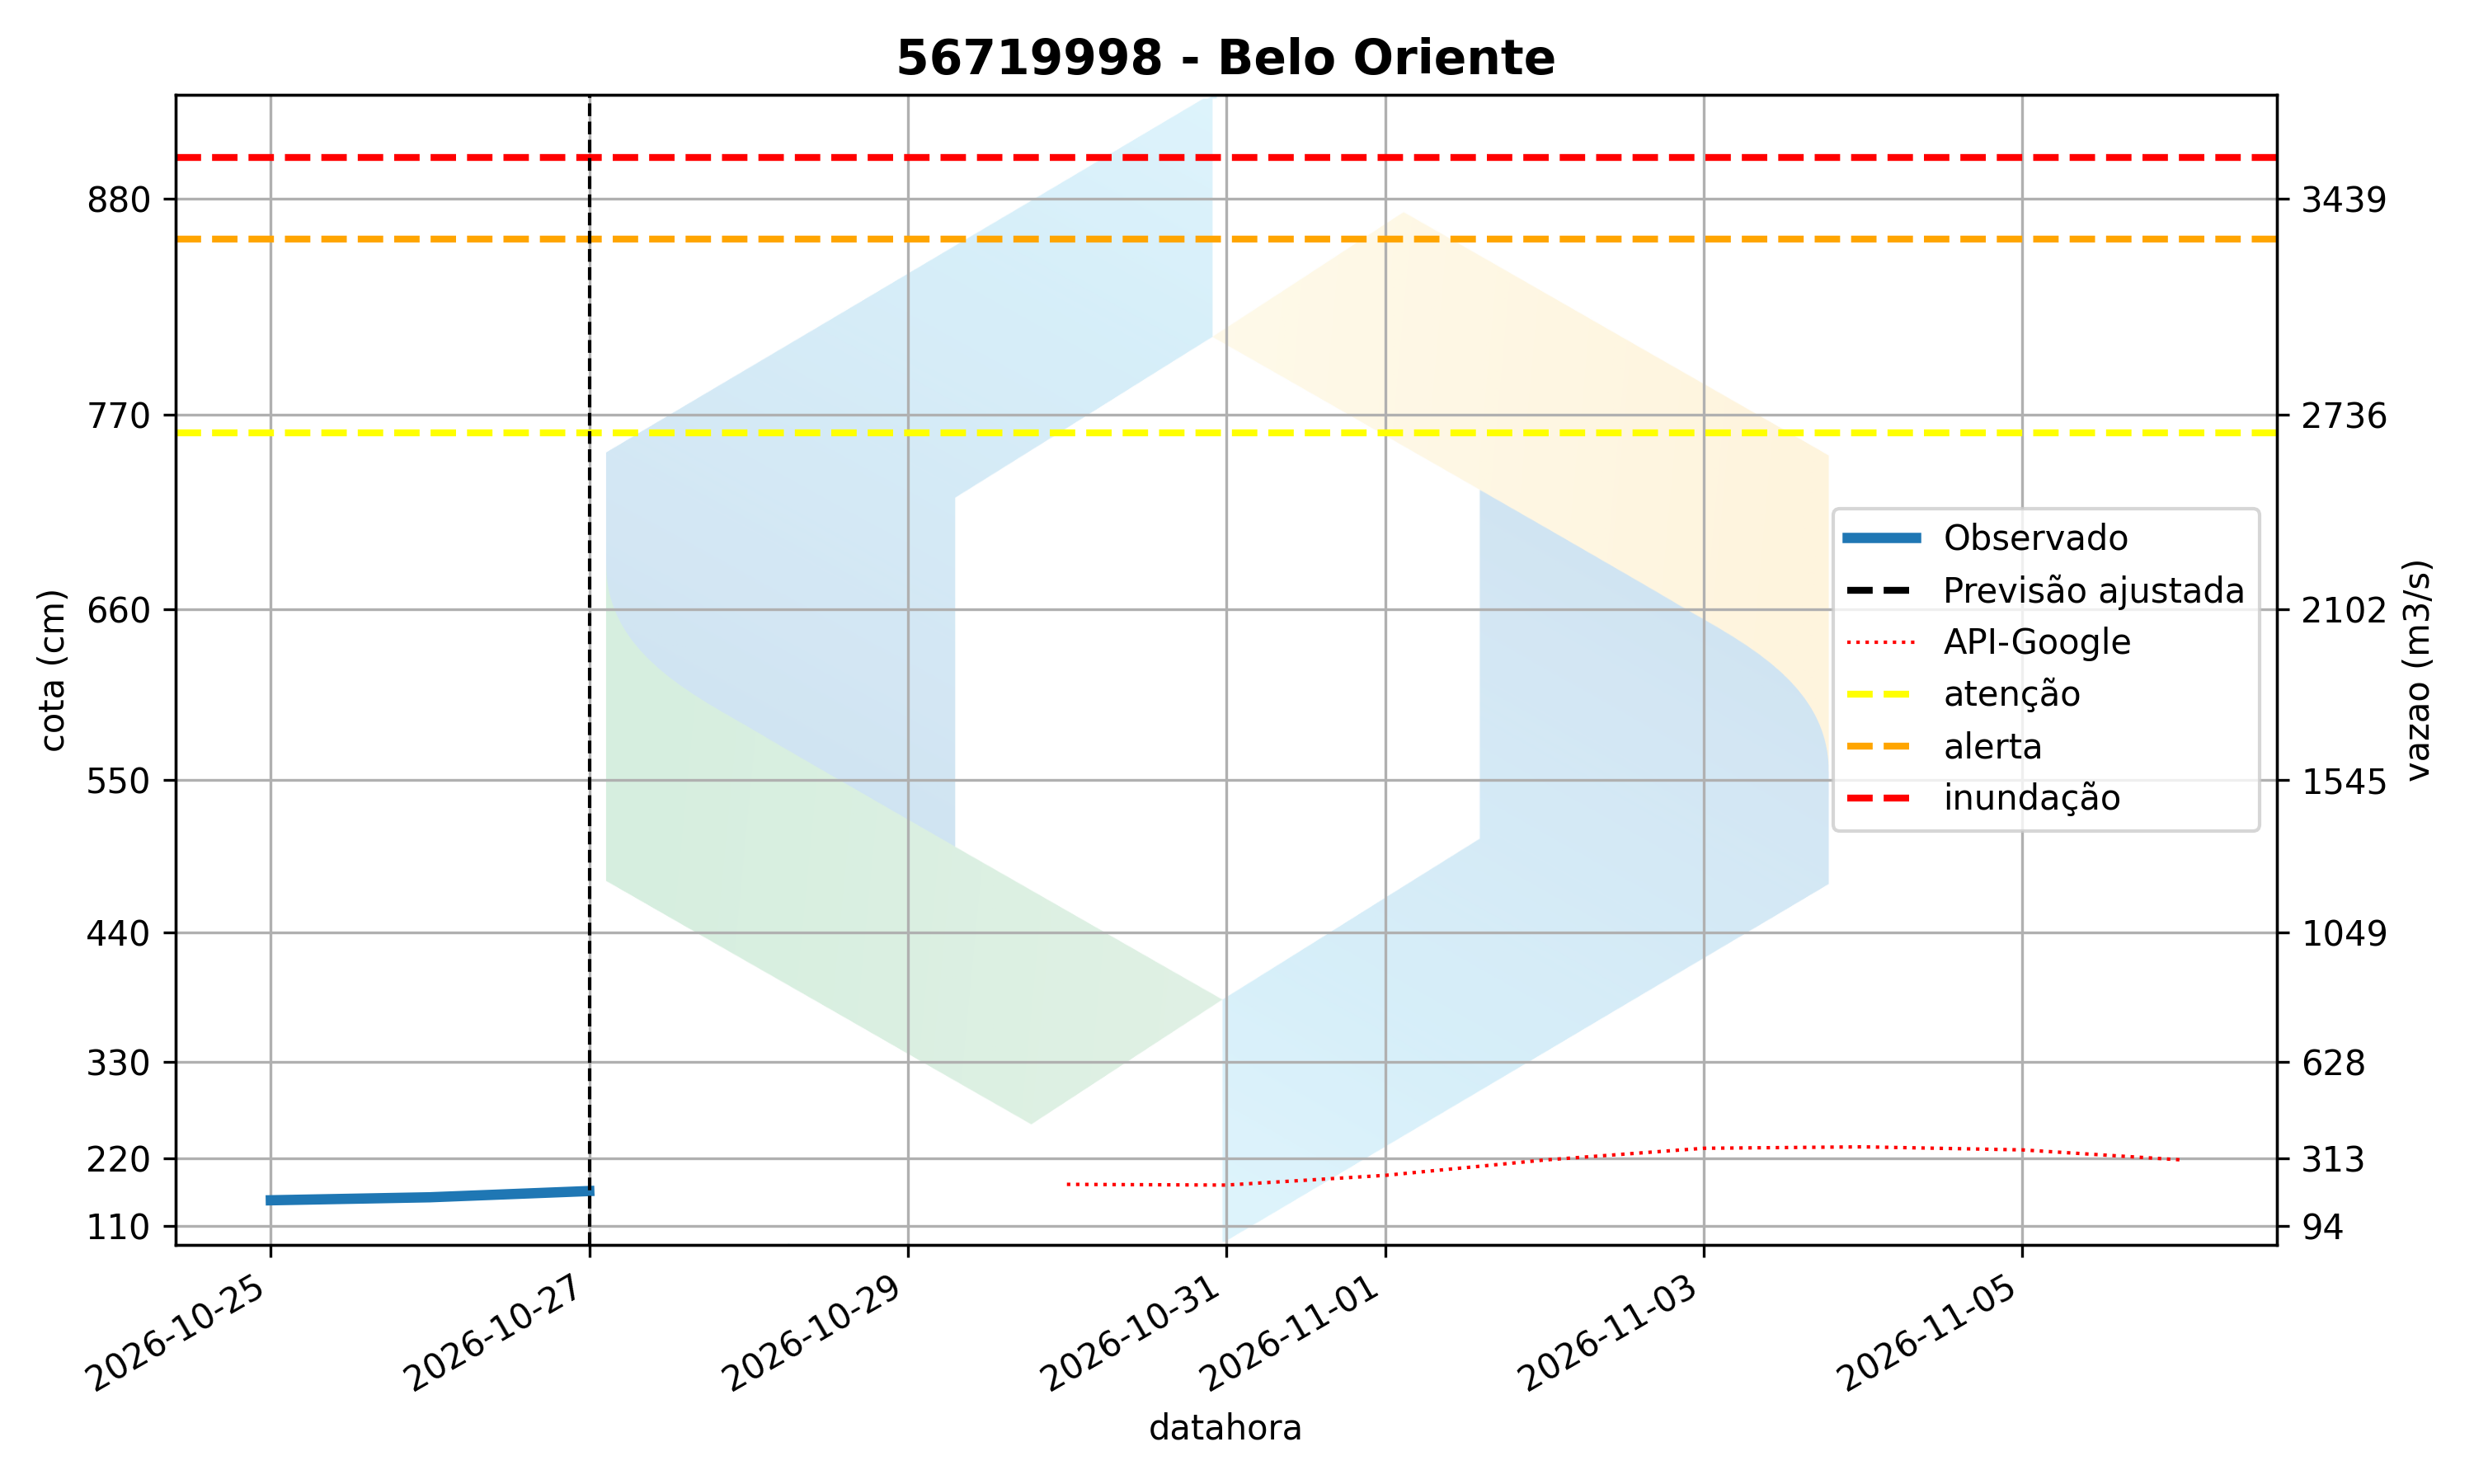 56719998 - Belo Oriente
cota (cm)
880
770
660
550
440
330
220
110
3439
2736
2102
1545
1049
628
313
94
vazao (m3/s)
Observado
Previsão ajustada
API-Google
atenção
alerta
inundação
2026-10-25
2026-10-27
2026-10-29
2026-10-31
2026-11-01
2026-11-03
2026-11-05
datahora